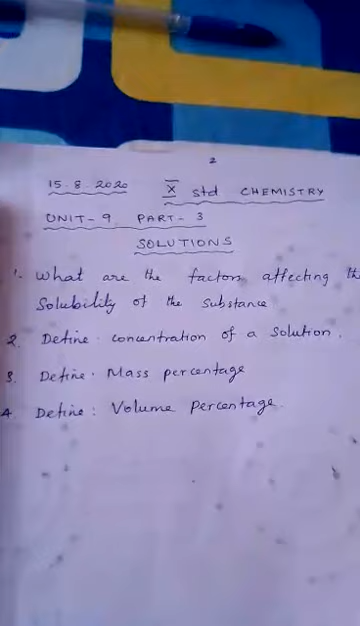 2
15.8.2020 X std CHEMISTRY
UNIT-9 PART-3
SOLUTIONS
1. What are the factors affecting the
Solubility of the substance
2. Define. concentration of a solution.
3. Define. Mass percentage
4 Define: Volume Percentage.